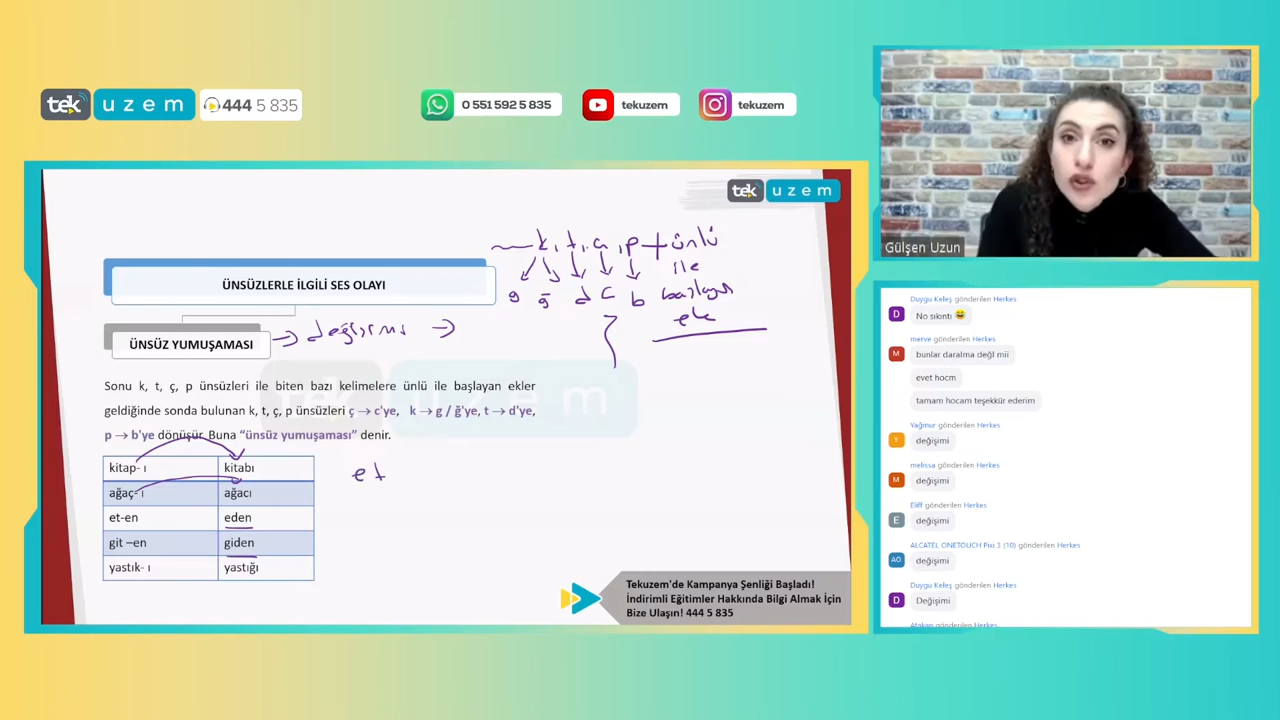 tek uzem 444 5 835
0 551 592 5 835 tekuzem tekuzem
tek uzem
k, t, ç, p + ünlü
ile
g ğ d c b başlayan
ek
ÜNSÜZLERLE İLGİLİ SES OLAYI
ÜNSÜZ YUMUŞAMASI → değişimi →
Sonu k, t, ç, p ünsüzleri ile biten bazı kelimelere ünlü ile başlayan ekler
geldiğinde sonda bulunan k, t, ç, p ünsüzleri ç → c'ye, k → g / ğ'ye, t → d'ye,
p → b'ye dönüşür. Buna “ünsüz yumuşaması” denir.
kitap- ı kitabı
ağaç- ı ağacı
et-en eden
git –en giden
yastık- ı yastığı
et
Tekuzem'de Kampanya Şenliği Başladı!
İndirimli Eğitimler Hakkında Bilgi Almak İçin
Bize Ulaşın! 444 5 835
Gülşen Uzun
Duygu Keleş gönderilen Herkes
D No sıkıntı 😄
merve gönderilen Herkes
M bunlar daralma değl mii
evet hocm
tamam hocam teşekkür ederim
Yağmur gönderilen Herkes
Y değişimi
melissa gönderilen Herkes
M değişimi
Eliff gönderilen Herkes
E değişimi
ALCATEL ONETOUCH Pixi 3 (10) gönderilen Herkes
AO değişimi
Duygu Keleş gönderilen Herkes
D Değişimi
Atakan gönderilen Herkes